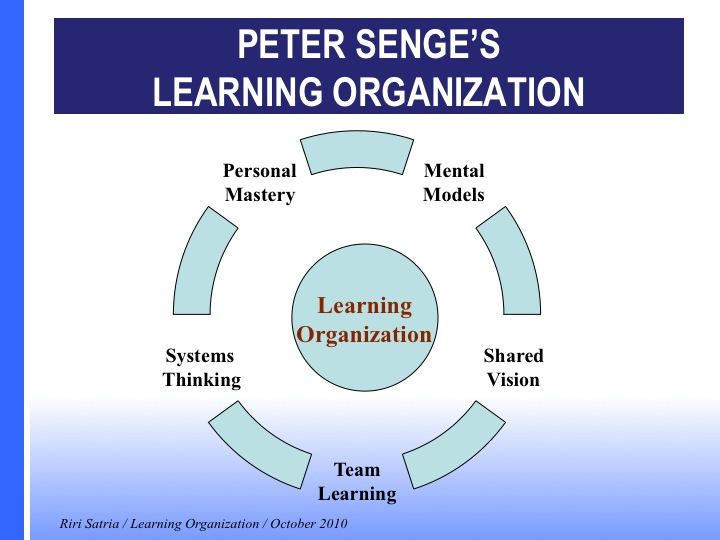 PETER SENGE’S
LEARNING ORGANIZATION
Personal
Mastery
Mental
Models
Learning
Organization
Systems
Thinking
Shared
Vision
Team
Learning
Riri Satria / Learning Organization / October 2010